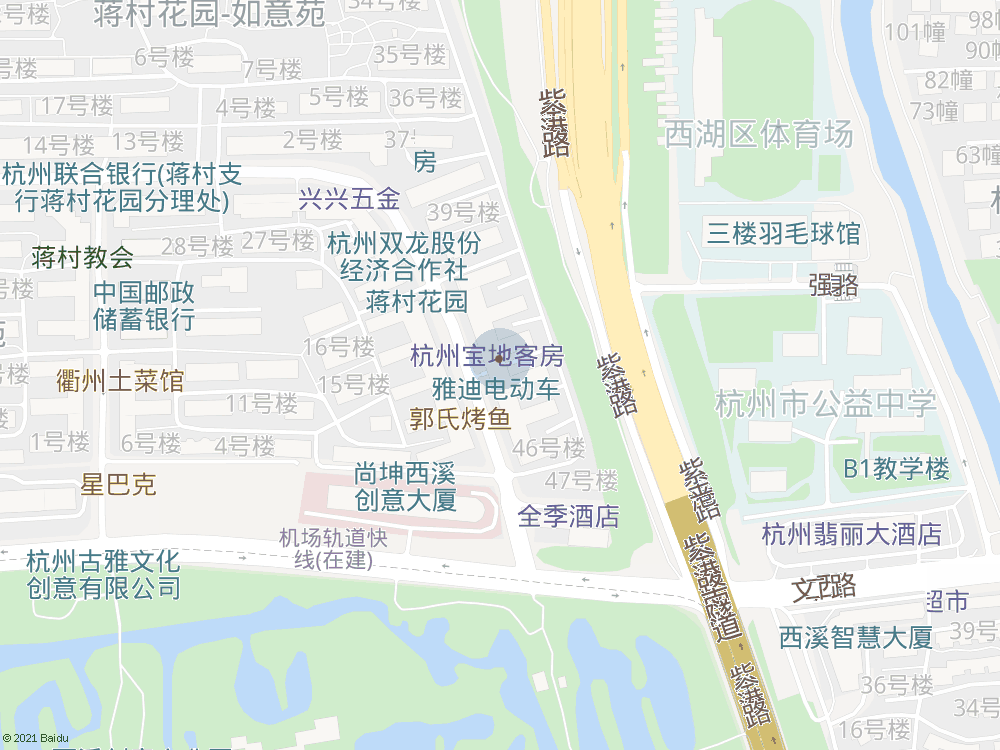 号楼
蒋村花园-如意苑
34号楼
6号楼
7号楼
35号楼
号楼
17号楼
4号楼
5号楼
36号楼
14号楼
13号楼
2号楼
37
房
杭州联合银行(蒋村支
行蒋村花园分理处)
兴兴五金
39号楼
28号楼
27号楼
蒋村教会
杭州双龙股份
经济合作社
中国邮政
储蓄银行
蒋村花园
号楼
苑
16号楼
杭州宝地客房
号楼
衢州土菜馆
15号楼
雅迪电动车
11号楼
郭氏烤鱼
1号楼
6号楼
4号楼
46号楼
47号楼
星巴克
尚坤西溪
创意大厦
全季酒店
机场轨道快
线(在建)
杭州古雅文化
创意有限公司
紫港路
西湖区体育场
101幢
98幢
90幢
82幢
73幢
63幢
杭
三楼羽毛球馆
强路
紫港路
杭州市公益中学
B1教学楼
紫金港路
杭州翡丽大酒店
文西路
紫金港隧道
超市
西溪智慧大厦
39号楼
36号楼
34号
16号楼
紫港路
© 2021 Baidu